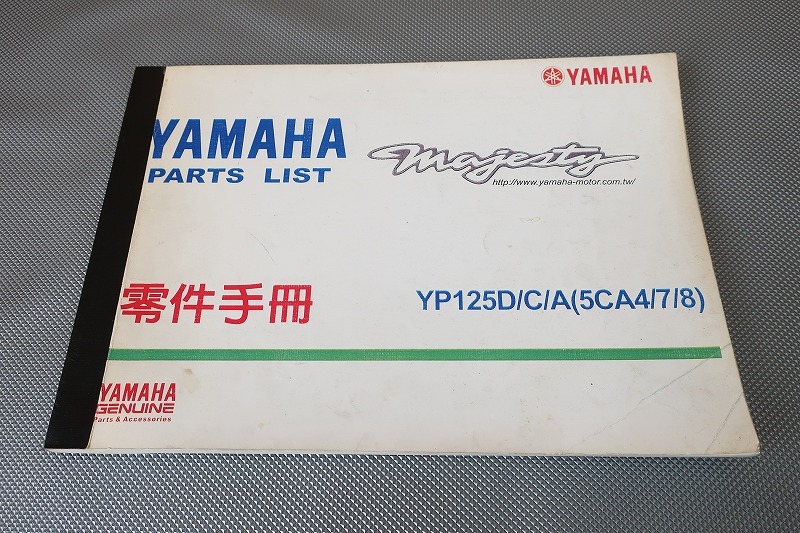 YAMAHA
YAMAHA
PARTS LIST
majesty
http://www.yamaha-motor.com.tw/
零件手冊
YP125D/C/A(5CA4/7/8)
YAMAHA
GENUINE
Parts & Accessories